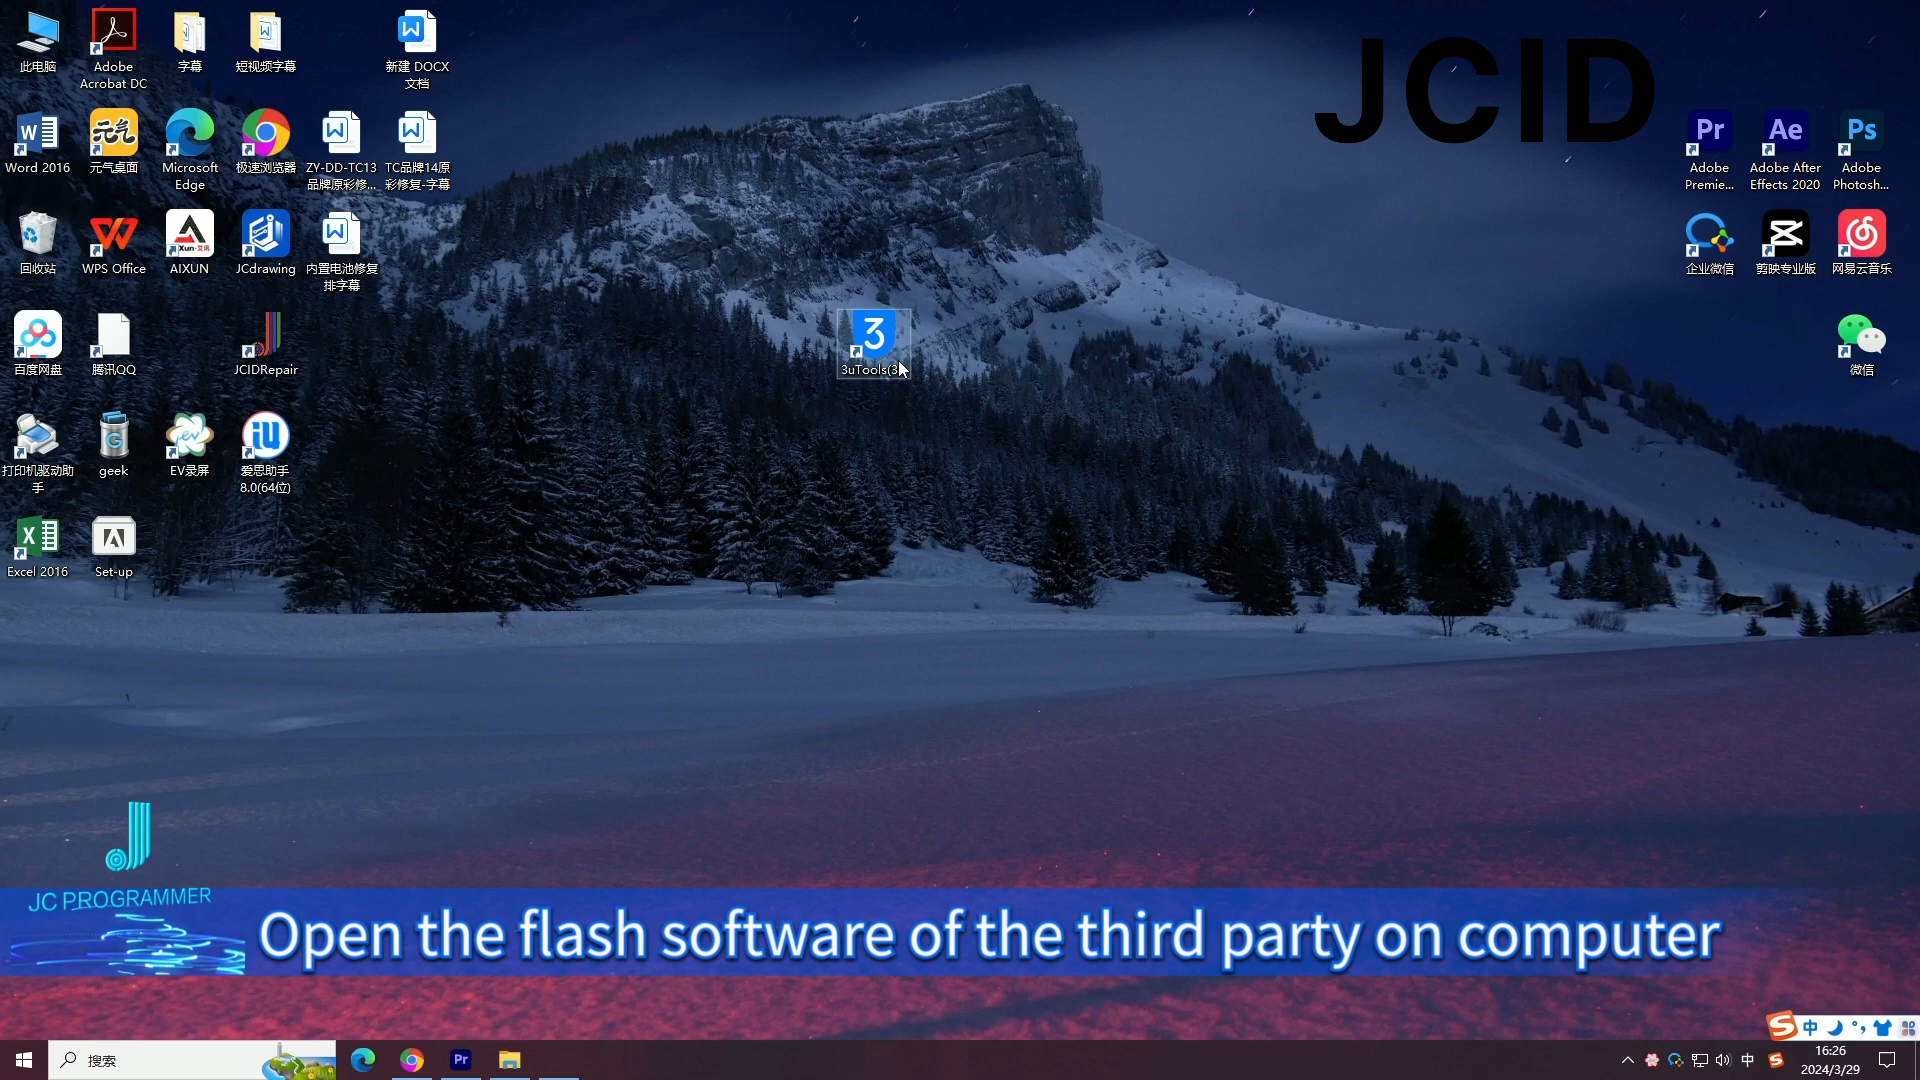 JCID
此电脑
Adobe
Acrobat DC
字幕
短视频字幕
新建 DOCX
文档
Word 2016
元气桌面
Microsoft
Edge
极速浏览器
ZY-DD-TC13
品牌原彩修...
TC品牌14原
彩修复-字幕
Adobe
Premie...
Adobe After
Effects 2020
Adobe
Photosh...
回收站
WPS Office
AIXUN
JCdrawing
内置电池修复
排字幕
企业微信
剪映专业版
网易云音乐
百度网盘
腾讯QQ
JCIDRepair
3uTools(3
微信
打印机驱动助
手
geek
EV录屏
爱思助手
8.0(64位)
Excel 2016
Set-up
JC PROGRAMMER
Open the flash software of the third party on computer
中
搜索
中
16:26
2024/3/29